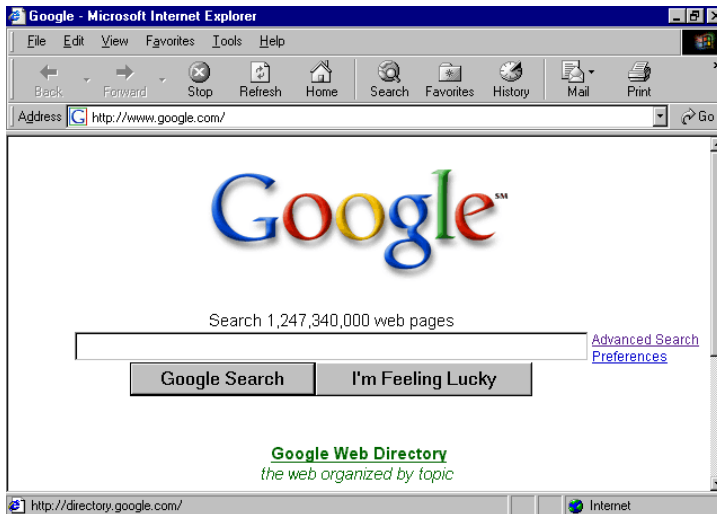 Google - Microsoft Internet Explorer
File Edit View Favorites Tools Help
Back Forward Stop Refresh Home Search Favorites History Mail Print
Address http://www.google.com/ Go
Google SM
Search 1,247,340,000 web pages
Advanced Search
Preferences
Google Search I'm Feeling Lucky
Google Web Directory
the web organized by topic
http://directory.google.com/ Internet